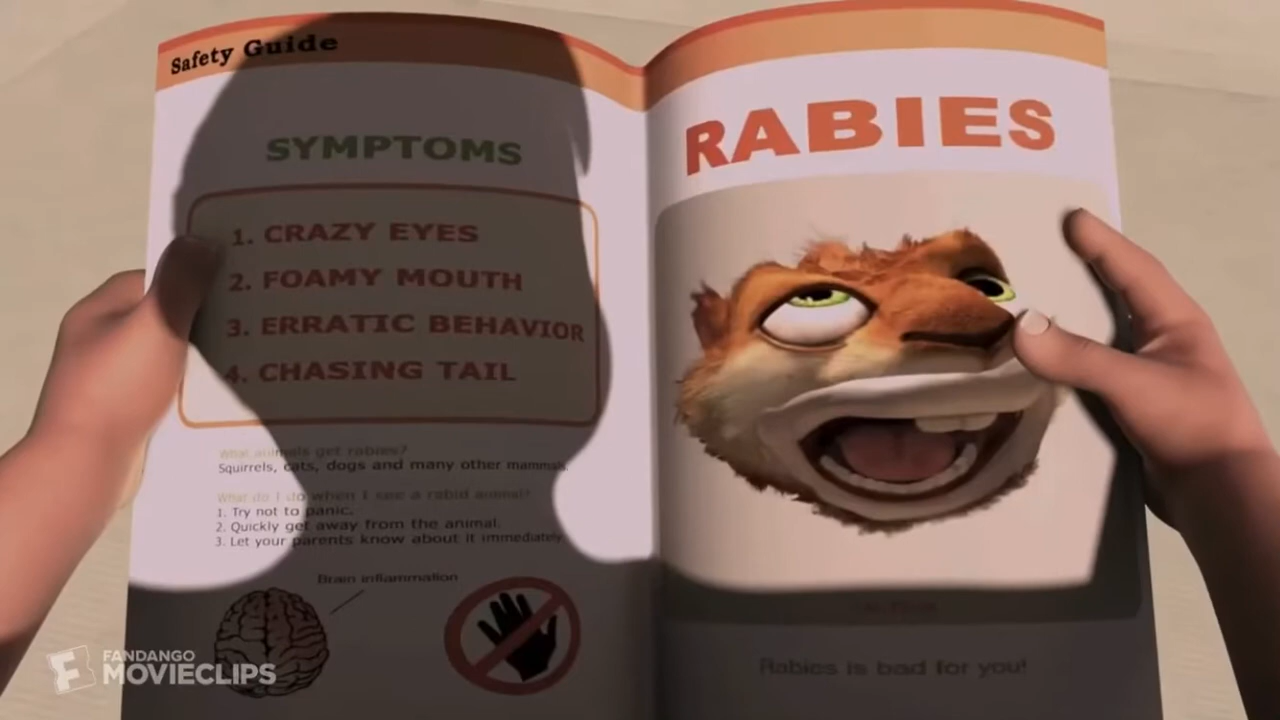 Safety Guide
SYMPTOMS
1. CRAZY EYES
2. FOAMY MOUTH
3. ERRATIC BEHAVIOR
4. CHASING TAIL
What animals get rabies?
Squirrels, cats, dogs and many other mammals.
What do I do when I see a rabid animal?
1. Try not to panic.
2. Quickly get away from the animal.
3. Let your parents know about it immediately
Brain inflammation
RABIES
Rabies is bad for you!
FANDANGO
MOVIECLIPS